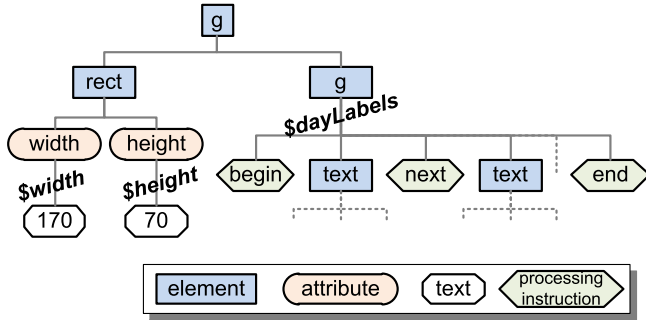 g
rect
g
$dayLabels
width
height
begin
text
next
text
end
$width
$height
170
70
element
attribute
text
processing
instruction